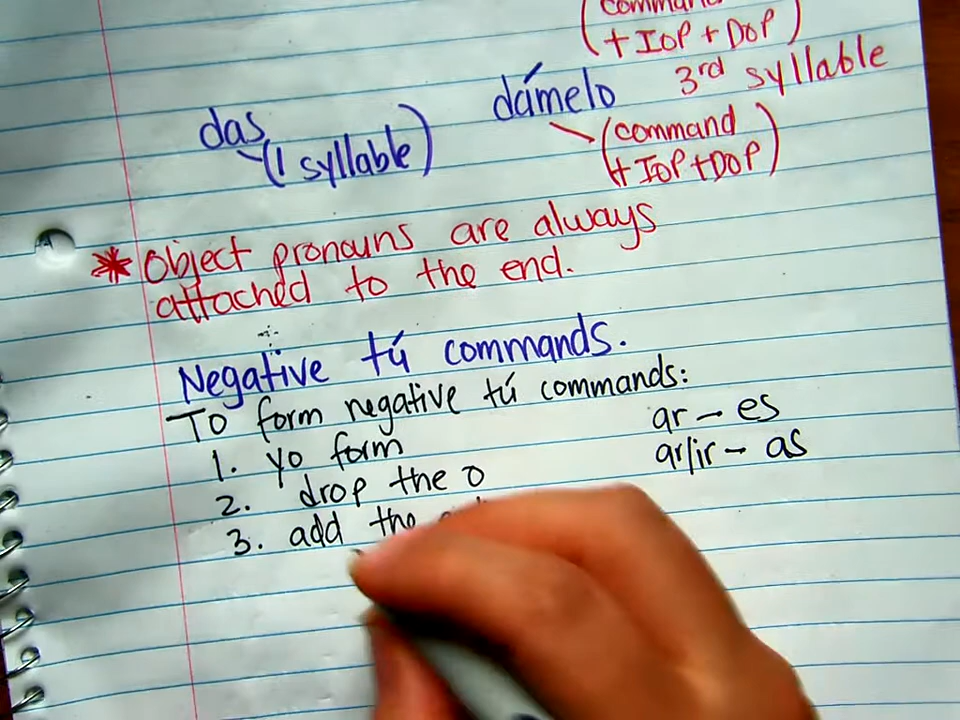 (command
+ IOP + DOP)
3rd syllable
dámelo
das
(1 syllable)
(command
+ IOP + DOP)
* Object pronouns are always
attached to the end.
Negative tú commands.
To form negative tú commands:
1. yo form
2. drop the o
3. add the
ar - es
ar/ir - as